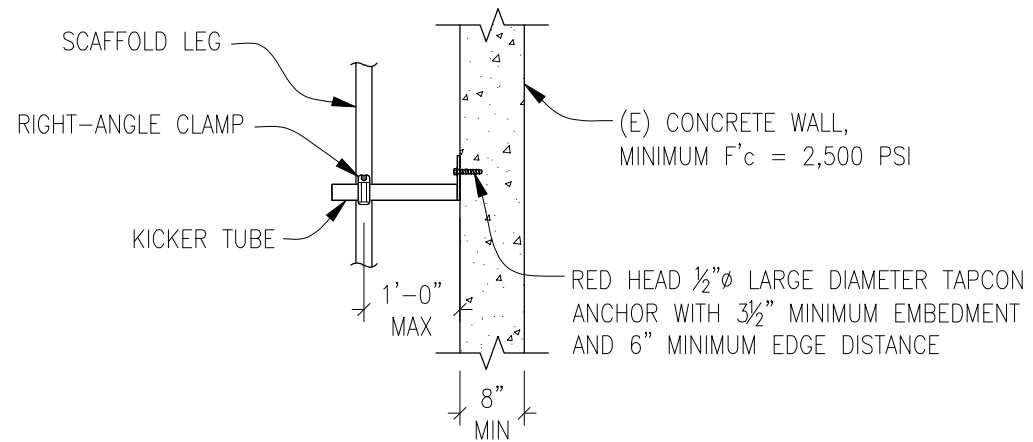 SCAFFOLD LEG
RIGHT-ANGLE CLAMP
KICKER TUBE
1'-0"
MAX
8"
MIN
(E) CONCRETE WALL,
MINIMUM F'c = 2,500 PSI
RED HEAD ½"ø LARGE DIAMETER TAPCON
ANCHOR WITH 3½" MINIMUM EMBEDMENT
AND 6" MINIMUM EDGE DISTANCE